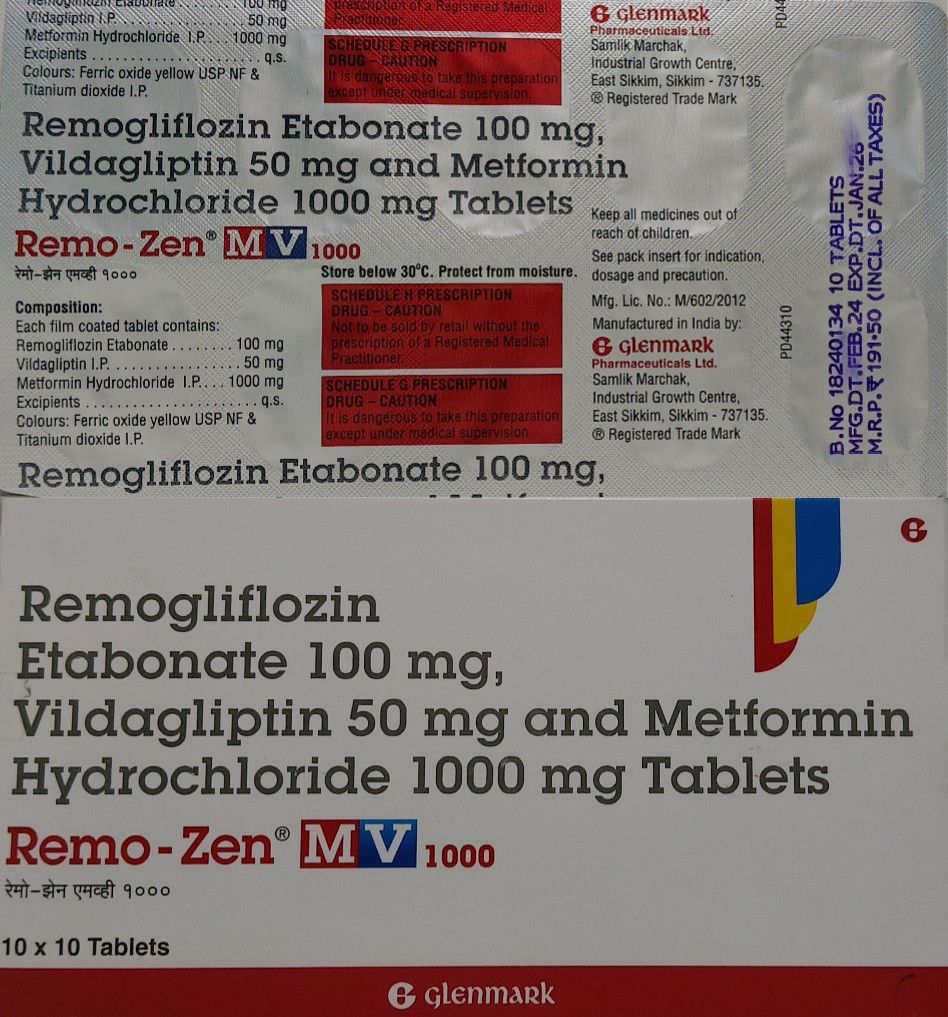 Remogliflozin Etabonate ........... 100 mg
Vildagliptin I.P. ...................... 50 mg
Metformin Hydrochloride I.P.... 1000 mg
Excipients ............................ q.s.
Colours: Ferric oxide yellow USP NF &
Titanium dioxide I.P.
prescription of a Registered Medical
Practitioner.
SCHEDULE G PRESCRIPTION
DRUG – CAUTION
It is dangerous to take this preparation
except under medical supervision.
glenmark
Pharmaceuticals Ltd.
Samlik Marchak,
Industrial Growth Centre,
East Sikkim, Sikkim - 737135.
® Registered Trade Mark
PD44
Remogliflozin Etabonate 100 mg,
Vildagliptin 50 mg and Metformin
Hydrochloride 1000 mg Tablets
Remo-Zen® MV 1000
रेमो-झेन एमव्ही १०००
Store below 30°C. Protect from moisture.
Composition:
Each film coated tablet contains:
Remogliflozin Etabonate ........... 100 mg
Vildagliptin I.P. ...................... 50 mg
Metformin Hydrochloride I.P.... 1000 mg
Excipients ............................ q.s.
Colours: Ferric oxide yellow USP NF &
Titanium dioxide I.P.
SCHEDULE H PRESCRIPTION
DRUG – CAUTION
Not to be sold by retail without the
prescription of a Registered Medical
Practitioner.
SCHEDULE G PRESCRIPTION
DRUG – CAUTION
It is dangerous to take this preparation
except under medical supervision.
Keep all medicines out of
reach of children.
See pack insert for indication,
dosage and precaution.
Mfg. Lic. No.: M/602/2012
Manufactured in India by:
glenmark
Pharmaceuticals Ltd.
Samlik Marchak,
Industrial Growth Centre,
East Sikkim, Sikkim - 737135.
® Registered Trade Mark
PD44310
B.No 18240134 10 TABLETS
MFG.DT.FEB.24 EXP.DT.JAN.26
M.R.P.₹191·50 (INCL. OF ALL TAXES)
Remogliflozin Etabonate 100 mg,
Remogliflozin
Etabonate 100 mg,
Vildagliptin 50 mg and Metformin
Hydrochloride 1000 mg Tablets
Remo-Zen® MV 1000
रेमो-झेन एमव्ही १०००
10 x 10 Tablets
glenmark